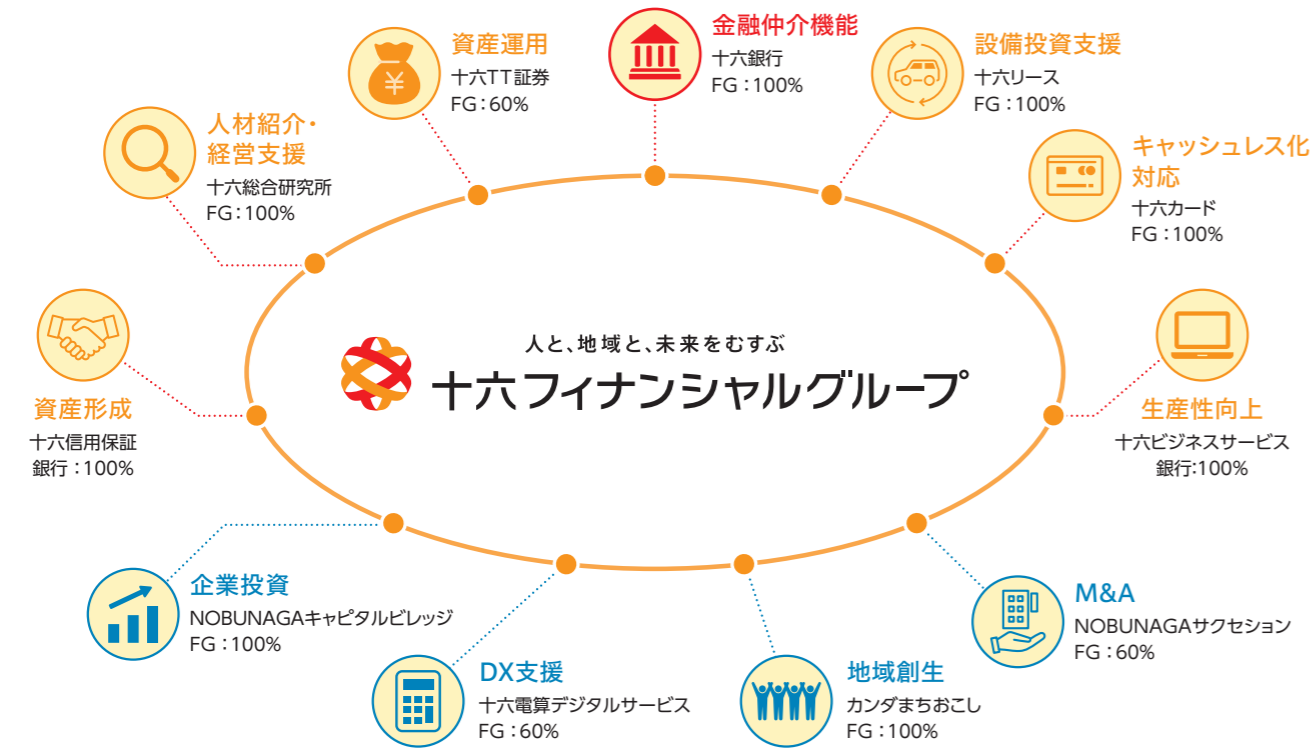 金融仲介機能
十六銀行
FG：100%
設備投資支援
十六リース
FG：100%
キャッシュレス化
対応
十六カード
FG：100%
生産性向上
十六ビジネスサービス
銀行:100%
M&A
NOBUNAGAサクセション
FG：60%
地域創生
カンダまちおこし
FG：100%
DX支援
十六電算デジタルサービス
FG：60%
企業投資
NOBUNAGAキャピタルビレッジ
FG：100%
資産形成
十六信用保証
銀行：100%
人材紹介・
経営支援
十六総合研究所
FG：100%
資産運用
十六TT証券
FG：60%
人と、地域と、未来をむすぶ
十六フィナンシャルグループ